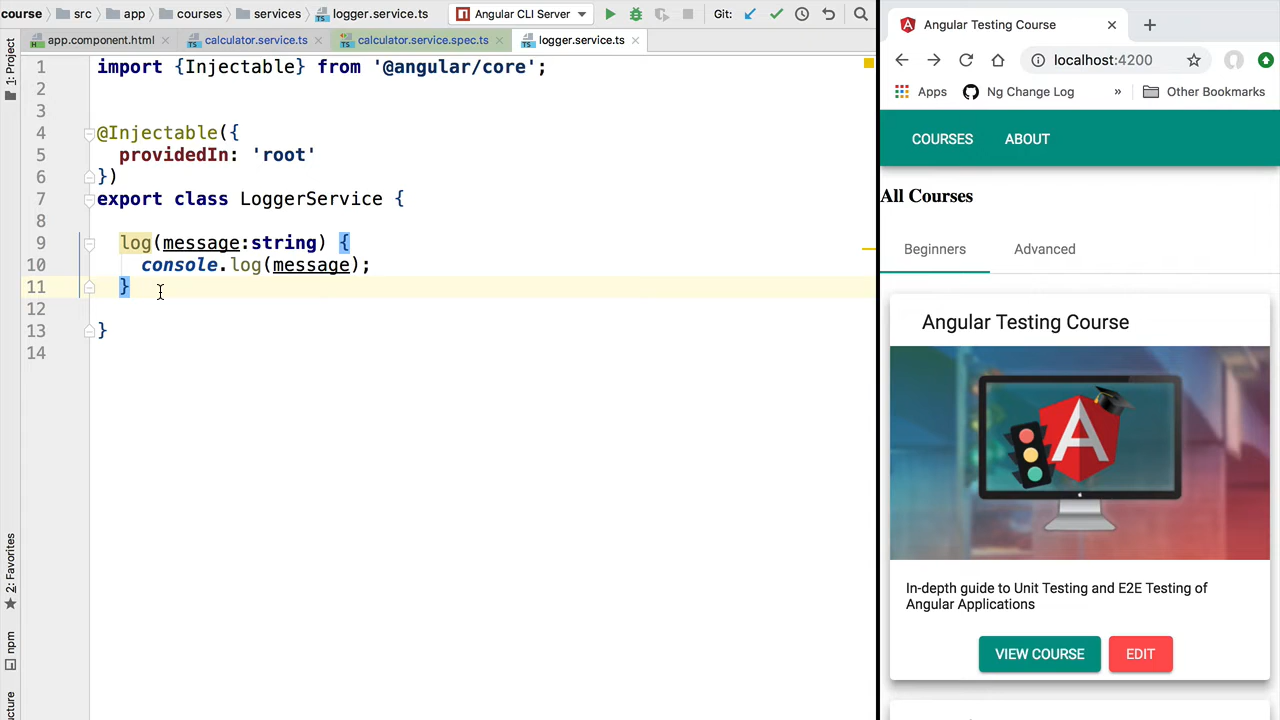 course src app courses services logger.service.ts Angular CLI Server Git:
app.component.html calculator.service.ts calculator.service.spec.ts logger.service.ts
1 import {Injectable} from '@angular/core';
2
3
4 @Injectable({
5 providedIn: 'root'
6 })
7 export class LoggerService {
8
9 log(message:string) {
10 console.log(message);
11 }
12
13 }
14
1: Project
2: Favorites
npm
Angular Testing Course
localhost:4200
Apps Ng Change Log » Other Bookmarks
COURSES ABOUT
All Courses
Beginners Advanced
Angular Testing Course
In-depth guide to Unit Testing and E2E Testing of
Angular Applications
VIEW COURSE EDIT